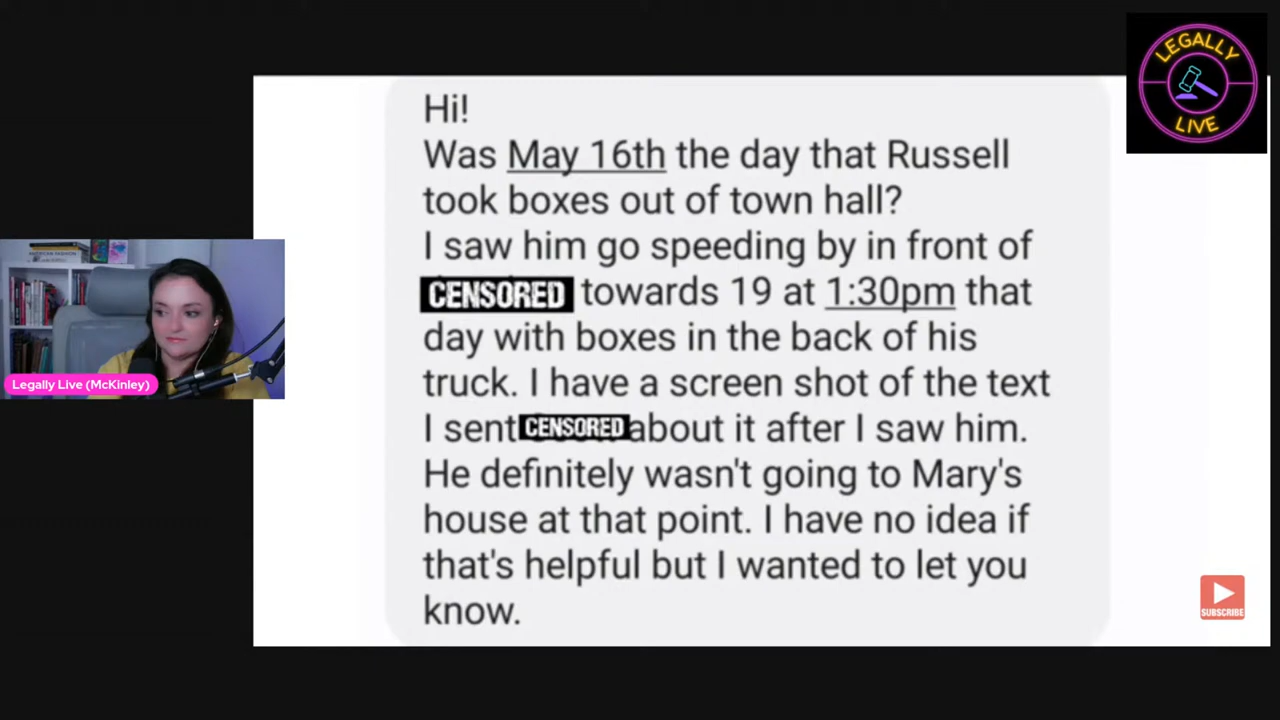 LEGALLY
LIVE
Hi!
Was May 16th the day that Russell
took boxes out of town hall?
I saw him go speeding by in front of
CENSORED towards 19 at 1:30pm that
day with boxes in the back of his
truck. I have a screen shot of the text
I sent CENSORED about it after I saw him.
He definitely wasn't going to Mary's
house at that point. I have no idea if
that's helpful but I wanted to let you
know.
Legally Live (McKinley)
SUBSCRIBE